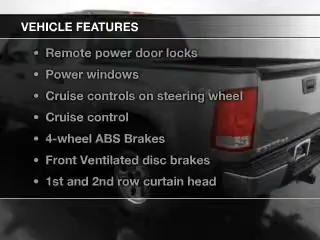 VEHICLE FEATURES
• Remote power door locks
• Power windows
• Cruise controls on steering wheel
• Cruise control
• 4-wheel ABS Brakes
• Front Ventilated disc brakes
• 1st and 2nd row curtain head